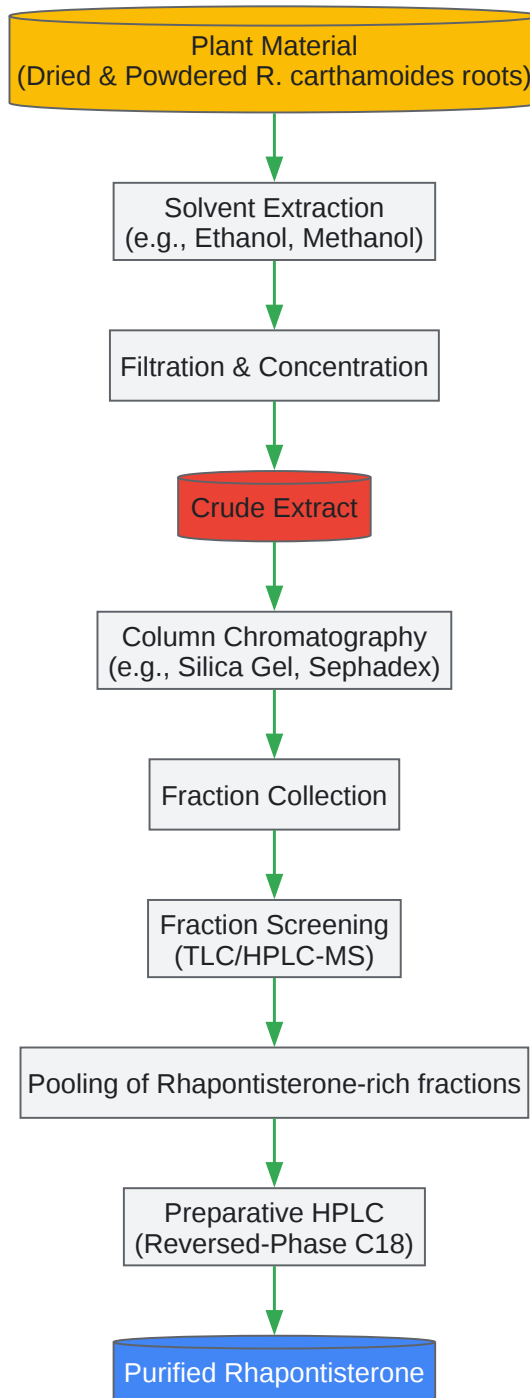 Plant Material
(Dried & Powdered R. carthamoides roots)
Solvent Extraction
(e.g., Ethanol, Methanol)
Filtration & Concentration
Crude Extract
Column Chromatography
(e.g., Silica Gel, Sephadex)
Fraction Collection
Fraction Screening
(TLC/HPLC-MS)
Pooling of Rhapontisterone-rich fractions
Preparative HPLC
(Reversed-Phase C18)
Purified Rhapontisterone